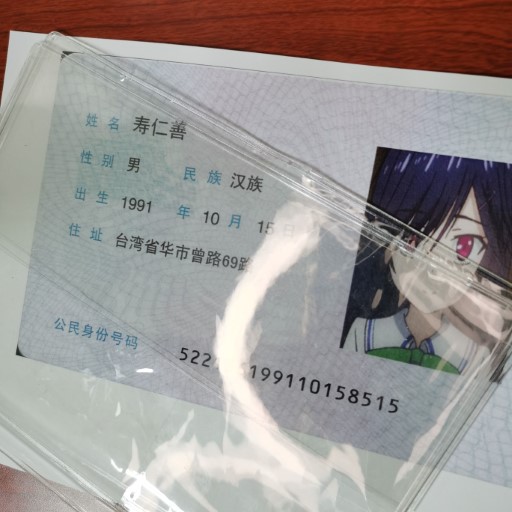 姓名 寿仁善
性别 男 民族 汉族
出生 1991 年 10 月 15 日
住址 台湾省华市曾路69路
公民身份号码 522 199110158515